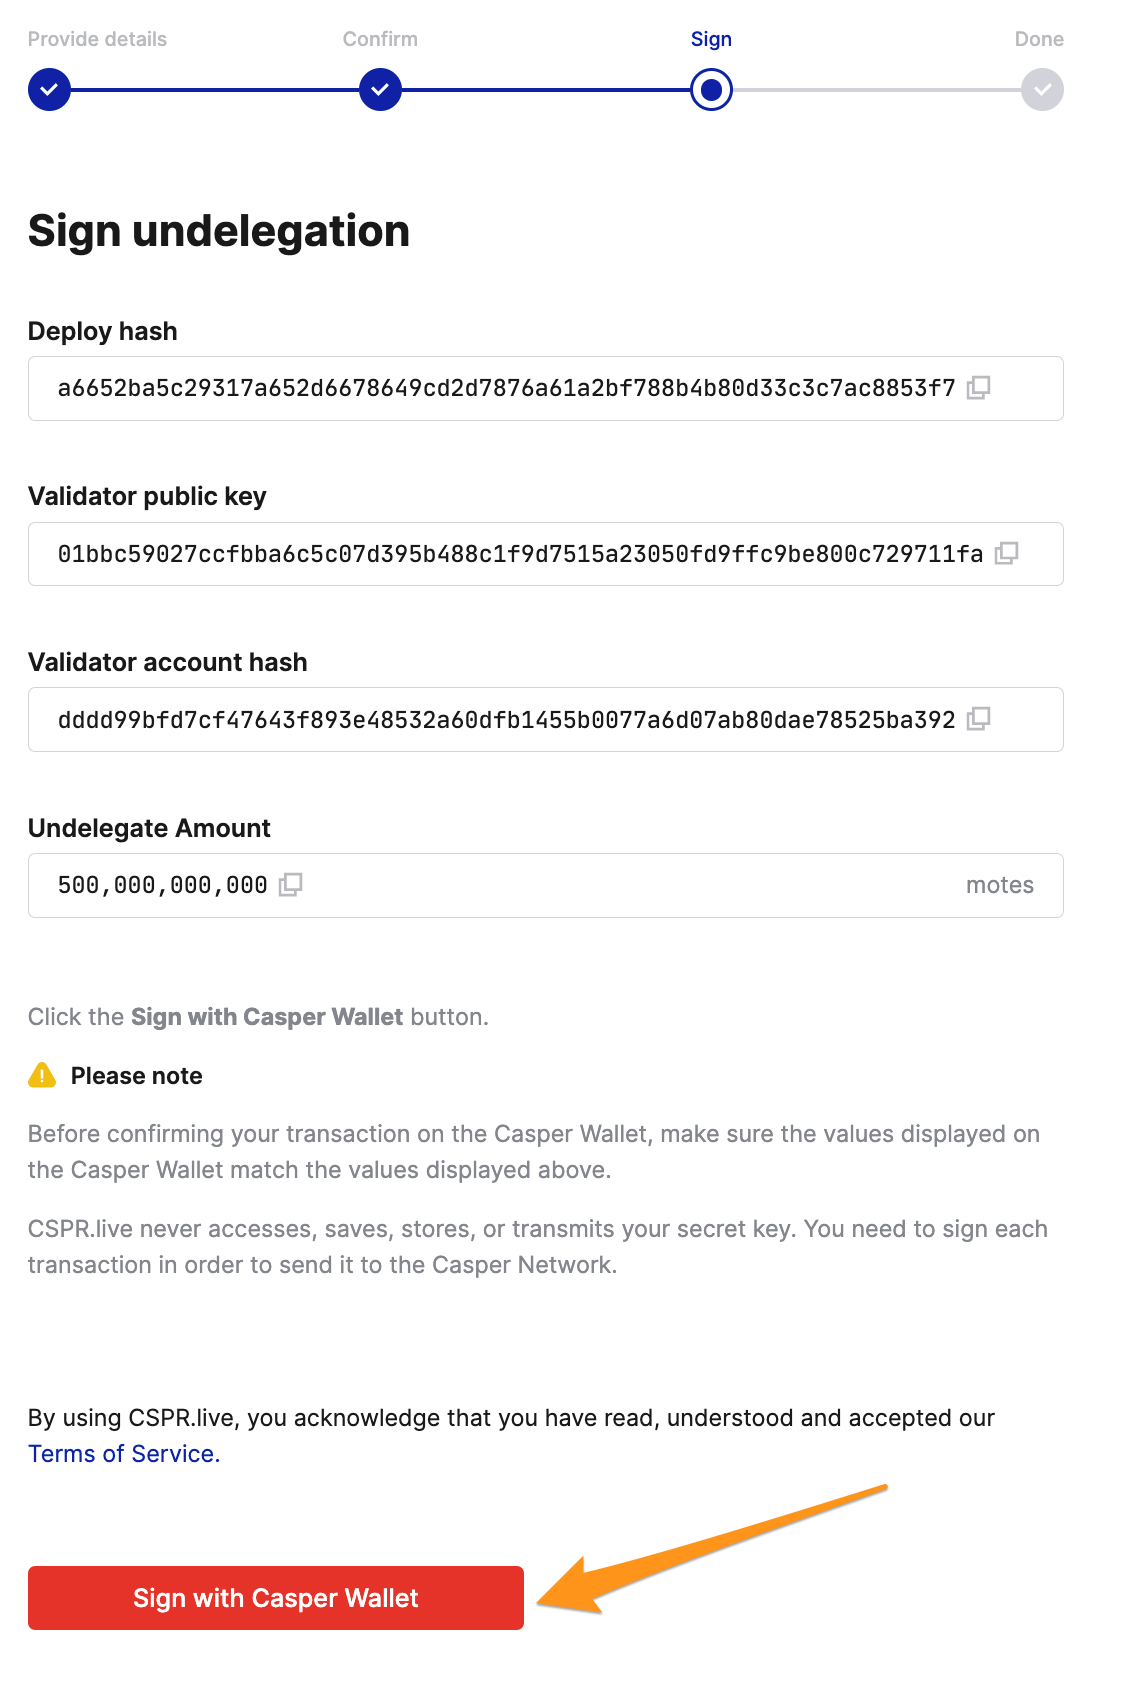 Provide details
Confirm
Sign
Done
Sign undelegation
Deploy hash
a6652ba5c29317a652d6678649cd2d7876a61a2bf788b4b80d33c3c7ac8853f7
Validator public key
01bbc59027ccfbba6c5c07d395b488c1f9d7515a23050fd9ffc9be800c729711fa
Validator account hash
dddd99bfd7cf47643f893e48532a60dfb1455b0077a6d07ab80dae78525ba392
Undelegate Amount
500,000,000,000 motes
Click the Sign with Casper Wallet button.
Please note
Before confirming your transaction on the Casper Wallet, make sure the values displayed on
the Casper Wallet match the values displayed above.
CSPR.live never accesses, saves, stores, or transmits your secret key. You need to sign each
transaction in order to send it to the Casper Network.
By using CSPR.live, you acknowledge that you have read, understood and accepted our
Terms of Service.
Sign with Casper Wallet